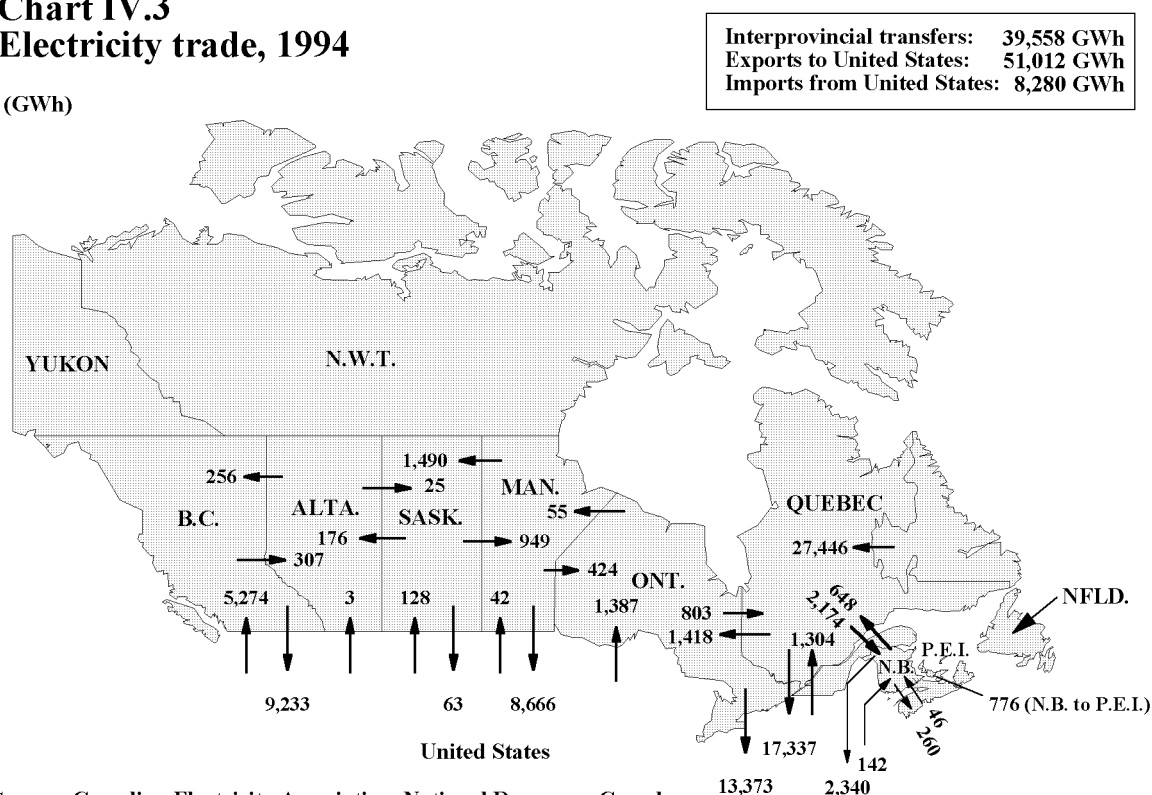 Chart IV.3
Electricity trade, 1994
Interprovincial transfers: 39,558 GWh
Exports to United States: 51,012 GWh
Imports from United States: 8,280 GWh
(GWh)
YUKON
N.W.T.
1,490
256
25
MAN.
ALTA.
55
QUEBEC
B.C.
SASK.
176
949
27,446
307
424
ONT.
5,274
3
128
42
1,387
803
648
2,174
NFLD.
1,418
1,304
P.E.I.
N.B.
9,233
63
8,666
776 (N.B. to P.E.I.)
46
260
United States
17,337
142
13,373
2,340